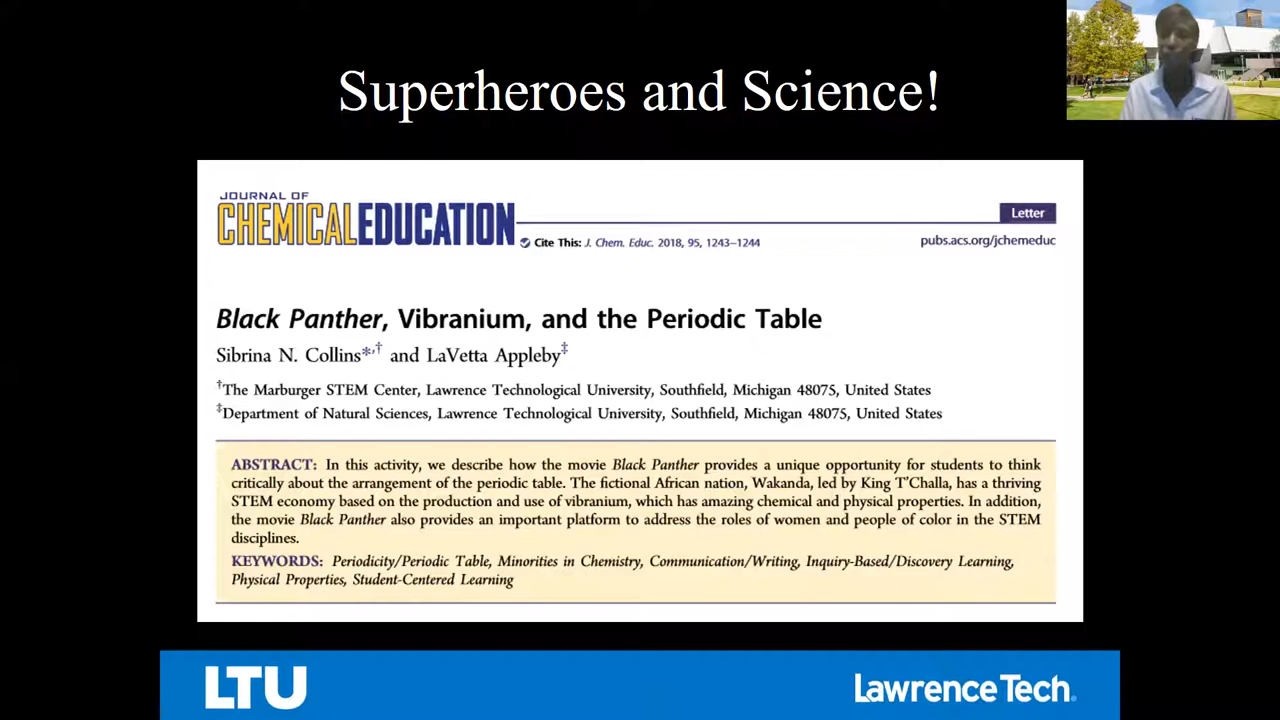 Superheroes and Science!
JOURNAL OF
CHEMICALEDUCATION
Letter
Cite This: J. Chem. Educ. 2018, 95, 1243−1244
pubs.acs.org/jchemeduc
Black Panther, Vibranium, and the Periodic Table
Sibrina N. Collins*,† and LaVetta Appleby‡
†The Marburger STEM Center, Lawrence Technological University, Southfield, Michigan 48075, United States
‡Department of Natural Sciences, Lawrence Technological University, Southfield, Michigan 48075, United States
ABSTRACT: In this activity, we describe how the movie Black Panther provides a unique opportunity for students to think
critically about the arrangement of the periodic table. The fictional African nation, Wakanda, led by King T'Challa, has a thriving
STEM economy based on the production and use of vibranium, which has amazing chemical and physical properties. In addition,
the movie Black Panther also provides an important platform to address the roles of women and people of color in the STEM
disciplines.
KEYWORDS: Periodicity/Periodic Table, Minorities in Chemistry, Communication/Writing, Inquiry-Based/Discovery Learning,
Physical Properties, Student-Centered Learning
LTU
Lawrence Tech.